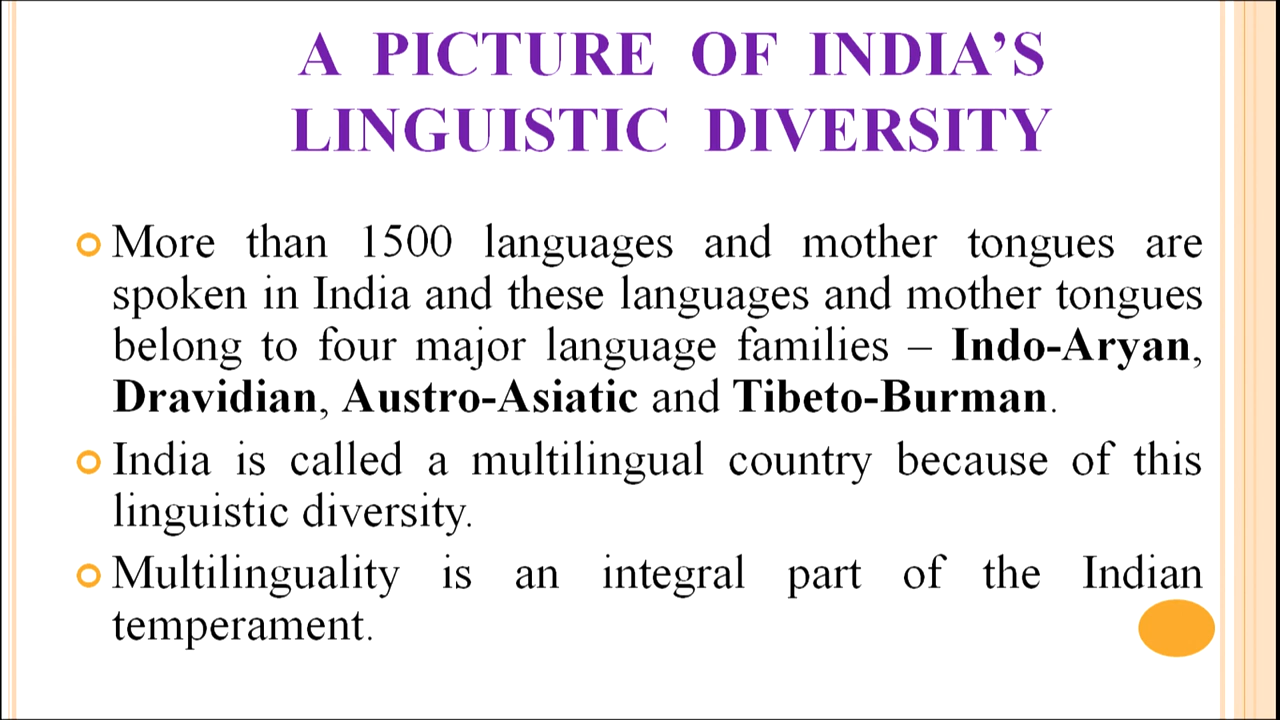 A PICTURE OF INDIA’S
LINGUISTIC DIVERSITY
More than 1500 languages and mother tongues are
spoken in India and these languages and mother tongues
belong to four major language families – Indo-Aryan,
Dravidian, Austro-Asiatic and Tibeto-Burman.
India is called a multilingual country because of this
linguistic diversity.
Multilinguality is an integral part of the Indian
temperament.